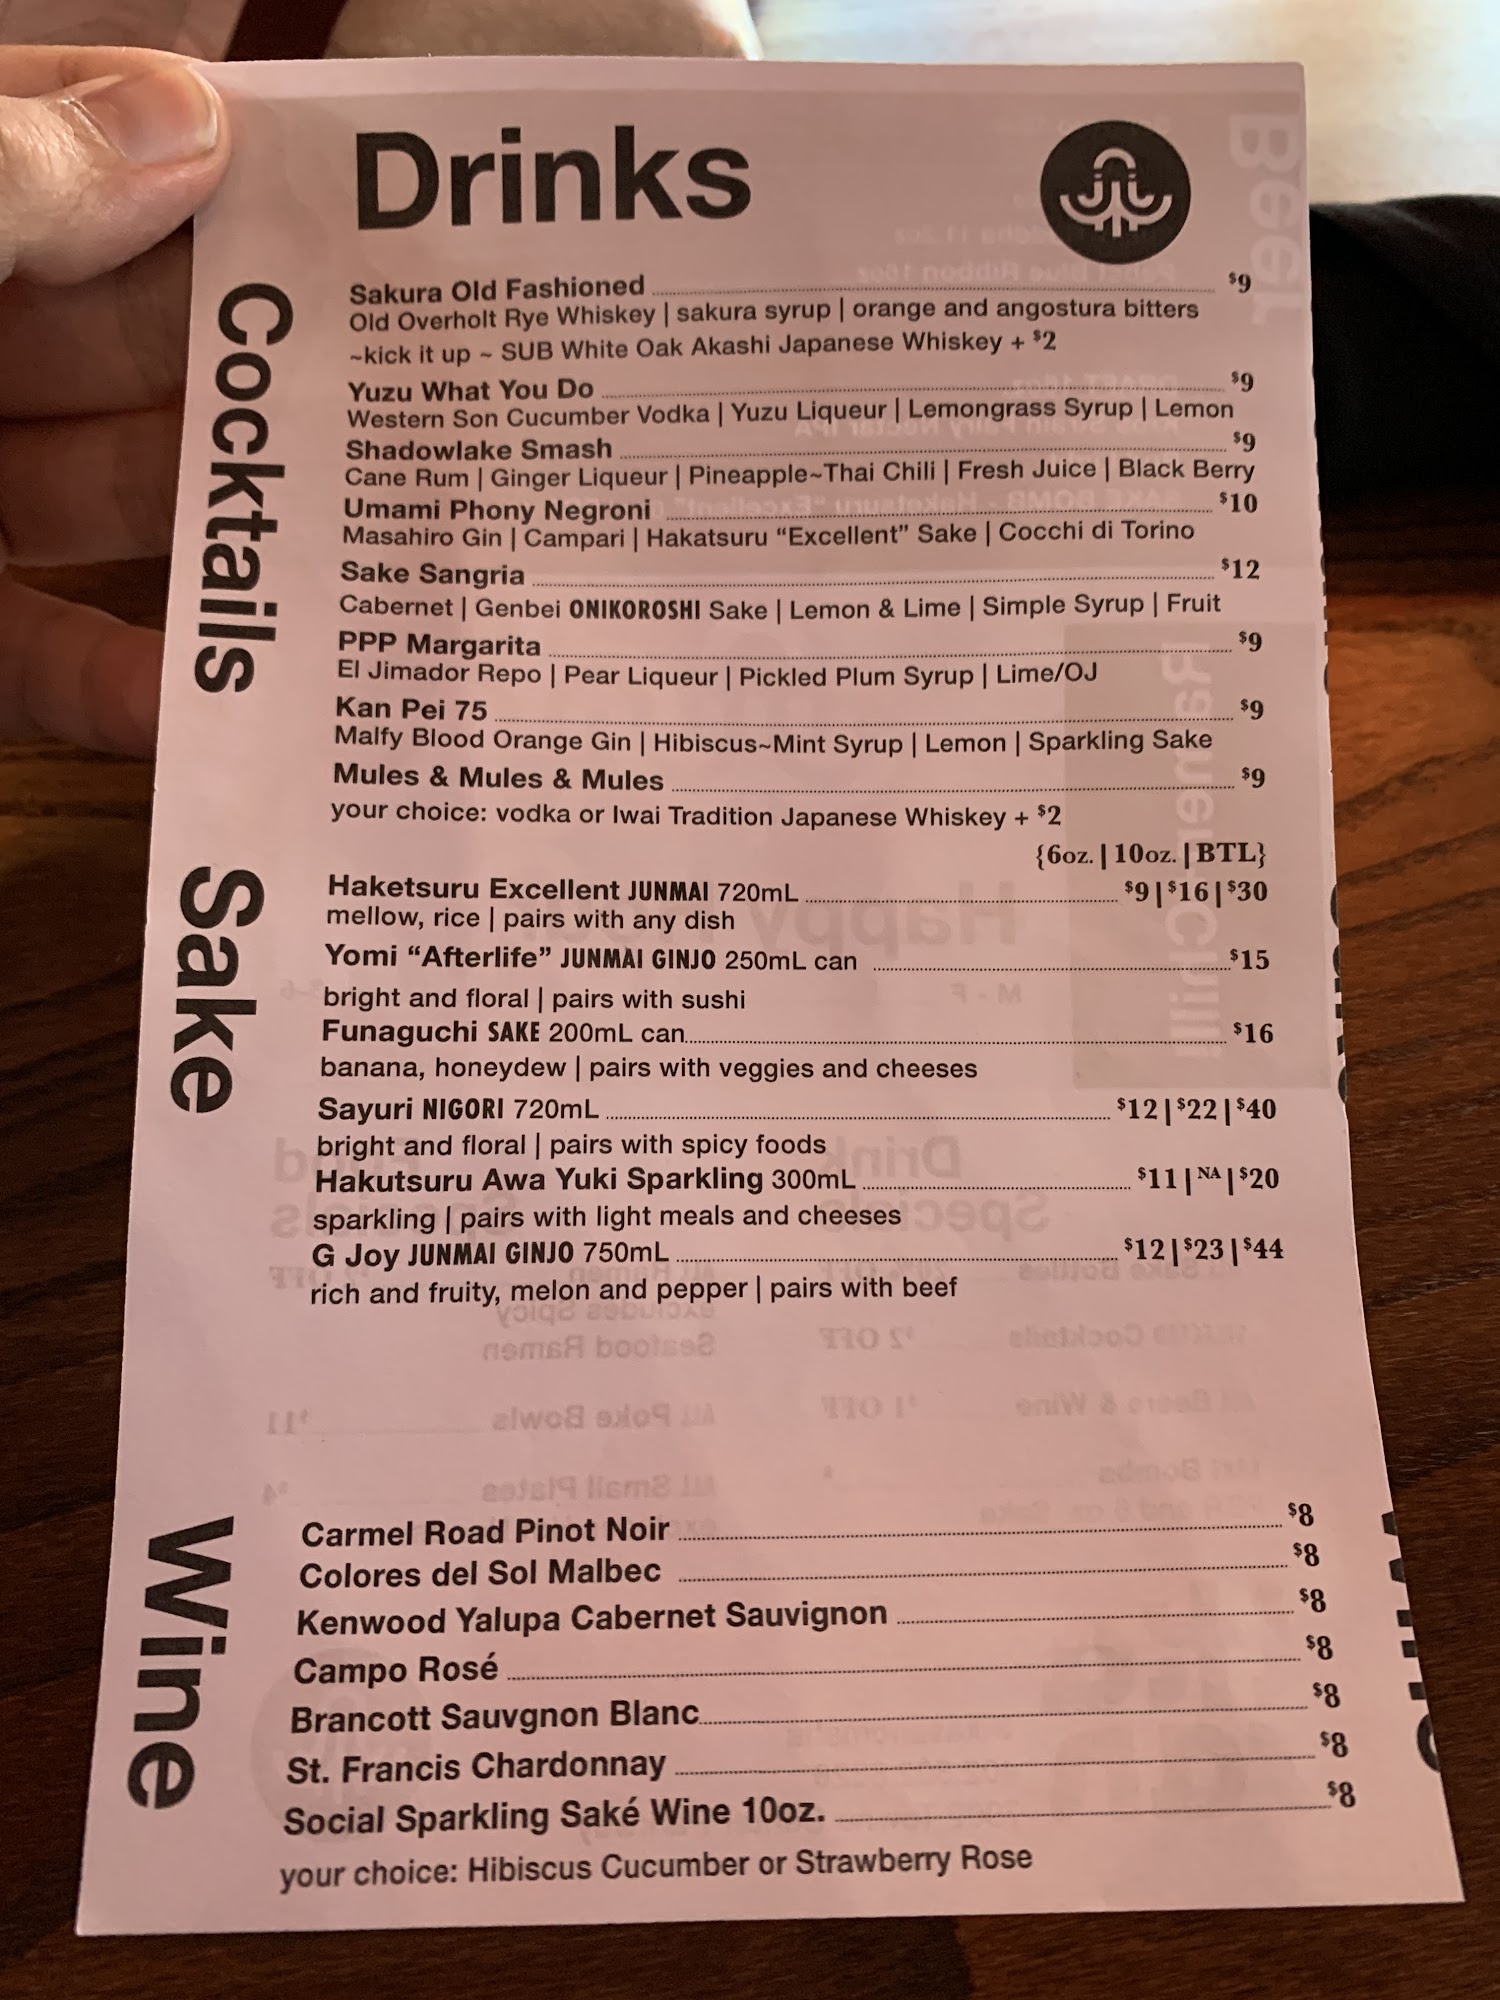 Drinks
Cocktails
Sakura Old Fashioned $9
Old Overholt Rye Whiskey | sakura syrup | orange and angostura bitters
~kick it up ~ SUB White Oak Akashi Japanese Whiskey + $2
Yuzu What You Do $9
Western Son Cucumber Vodka | Yuzu Liqueur | Lemongrass Syrup | Lemon
Shadowlake Smash $9
Cane Rum | Ginger Liqueur | Pineapple~Thai Chili | Fresh Juice | Black Berry
Umami Phony Negroni $10
Masahiro Gin | Campari | Hakatsuru “Excellent” Sake | Cocchi di Torino
Sake Sangria $12
Cabernet | Genbei ONIKOROSHI Sake | Lemon & Lime | Simple Syrup | Fruit
PPP Margarita $9
El Jimador Repo | Pear Liqueur | Pickled Plum Syrup | Lime/OJ
Kan Pei 75 $9
Malfy Blood Orange Gin | Hibiscus~Mint Syrup | Lemon | Sparkling Sake
Mules & Mules & Mules $9
your choice: vodka or Iwai Tradition Japanese Whiskey + $2
Sake
{6oz. | 10oz. | BTL}
Haketsuru Excellent JUNMAI 720mL $9 | $16 | $30
mellow, rice | pairs with any dish
Yomi “Afterlife” JUNMAI GINJO 250mL can $15
bright and floral | pairs with sushi
Funaguchi SAKE 200mL can $16
banana, honeydew | pairs with veggies and cheeses
Sayuri NIGORI 720mL $12 | $22 | $40
bright and floral | pairs with spicy foods
Hakutsuru Awa Yuki Sparkling 300mL $11 | NA | $20
sparkling | pairs with light meals and cheeses
G Joy JUNMAI GINJO 750mL $12 | $23 | $44
rich and fruity, melon and pepper | pairs with beef
Wine
Carmel Road Pinot Noir $8
Colores del Sol Malbec $8
Kenwood Yalupa Cabernet Sauvignon $8
Campo Rosé $8
Brancott Sauvgnon Blanc $8
St. Francis Chardonnay $8
Social Sparkling Saké Wine 10oz. $8
your choice: Hibiscus Cucumber or Strawberry Rose